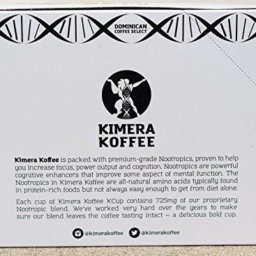 DOMINICAN
COFFEE SELECT
KIMERA
KOFFEE
Kimera Koffee is packed with premium-grade Nootropics, proven to help
you increase focus, power output and cognition. Nootropics are powerful
cognitive enhancers that improve some aspect of mental function. The
Nootropics in Kimera Koffee are all-natural amino acids typically found
in protein-rich foods but not always easy enough to get from diet alone.
Each cup of Kimera Koffee KCup contains 725mg of our proprietary
Nootropic blend. We've worked very hard over the years to make
sure our blend leaves the coffee tasting intact – a delicious bold cup.
@kimerakoffee @kimerakoffee